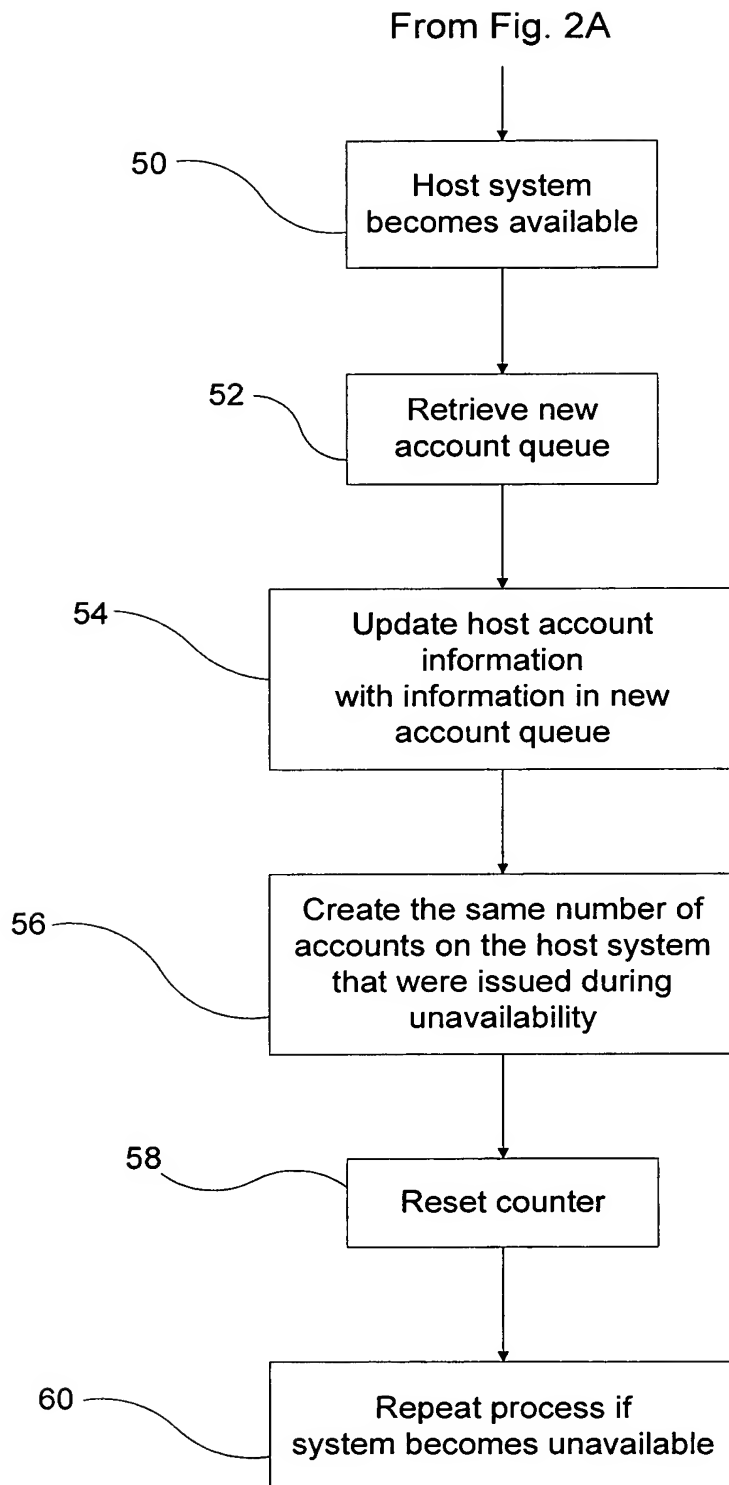 From Fig. 2A
50
Host system
becomes available
52
Retrieve new
account queue
54
Update host account
information
with information in new
account queue
56
Create the same number of
accounts on the host system
that were issued during
unavailability
58
Reset counter
60
Repeat process if
system becomes unavailable